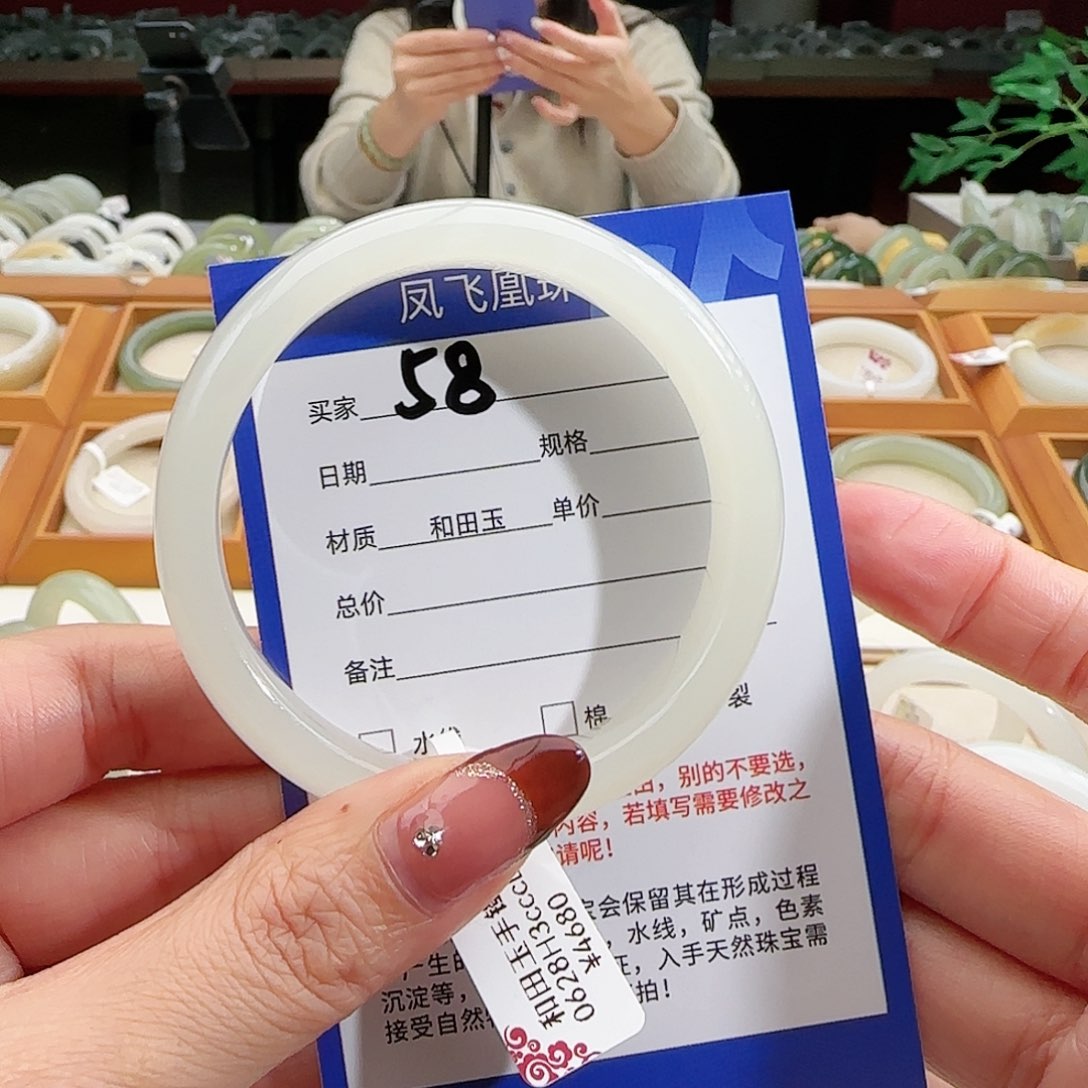 凤飞凰珠
买家 58
日期 规格
材质 和田玉 单价
总价
备注
水线 棉 裂
，别的不要选，
内容，若填写需要修改之
请呢！
会保留其在形成过程
，水线，矿点，色素
沉淀等， ，入手天然珠宝需
接受自然 拍！
和田玉手镯
0628H3ccc
¥4680